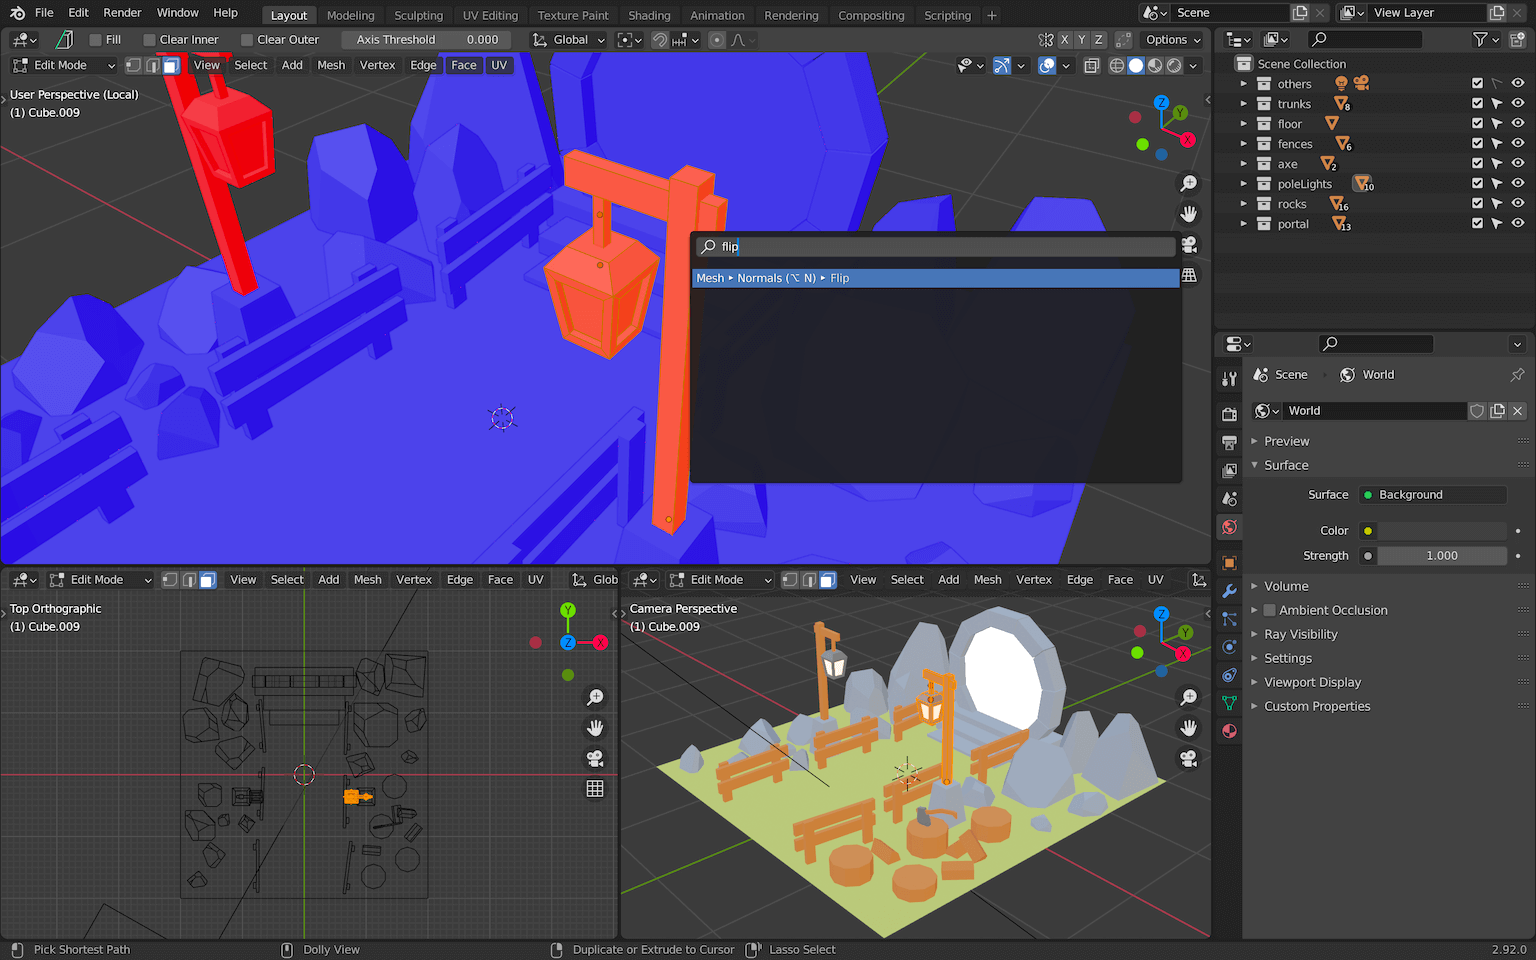 File Edit Render Window Help
Layout Modeling Sculpting UV Editing Texture Paint Shading Animation Rendering Compositing Scripting +
Scene
View Layer
Fill Clear Inner Clear Outer Axis Threshold 0.000 Global X Y Z Options
Edit Mode View Select Add Mesh Vertex Edge Face UV
User Perspective (Local)
(1) Cube.009
Z
Y
X
flip
Mesh ▸ Normals (⌥ N) ▸ Flip
Scene Collection
others
trunks 8
floor
fences 6
axe 2
poleLights 10
rocks 16
portal 13
Scene World
World
Preview
Surface
Surface Background
Color
Strength 1.000
Volume
Ambient Occlusion
Ray Visibility
Settings
Viewport Display
Custom Properties
Edit Mode View Select Add Mesh Vertex Edge Face UV Glob
Top Orthographic
(1) Cube.009
Y
Z X
Edit Mode View Select Add Mesh Vertex Edge Face UV
Camera Perspective
(1) Cube.009
Z
Y
X
Pick Shortest Path Dolly View Duplicate or Extrude to Cursor Lasso Select 2.92.0